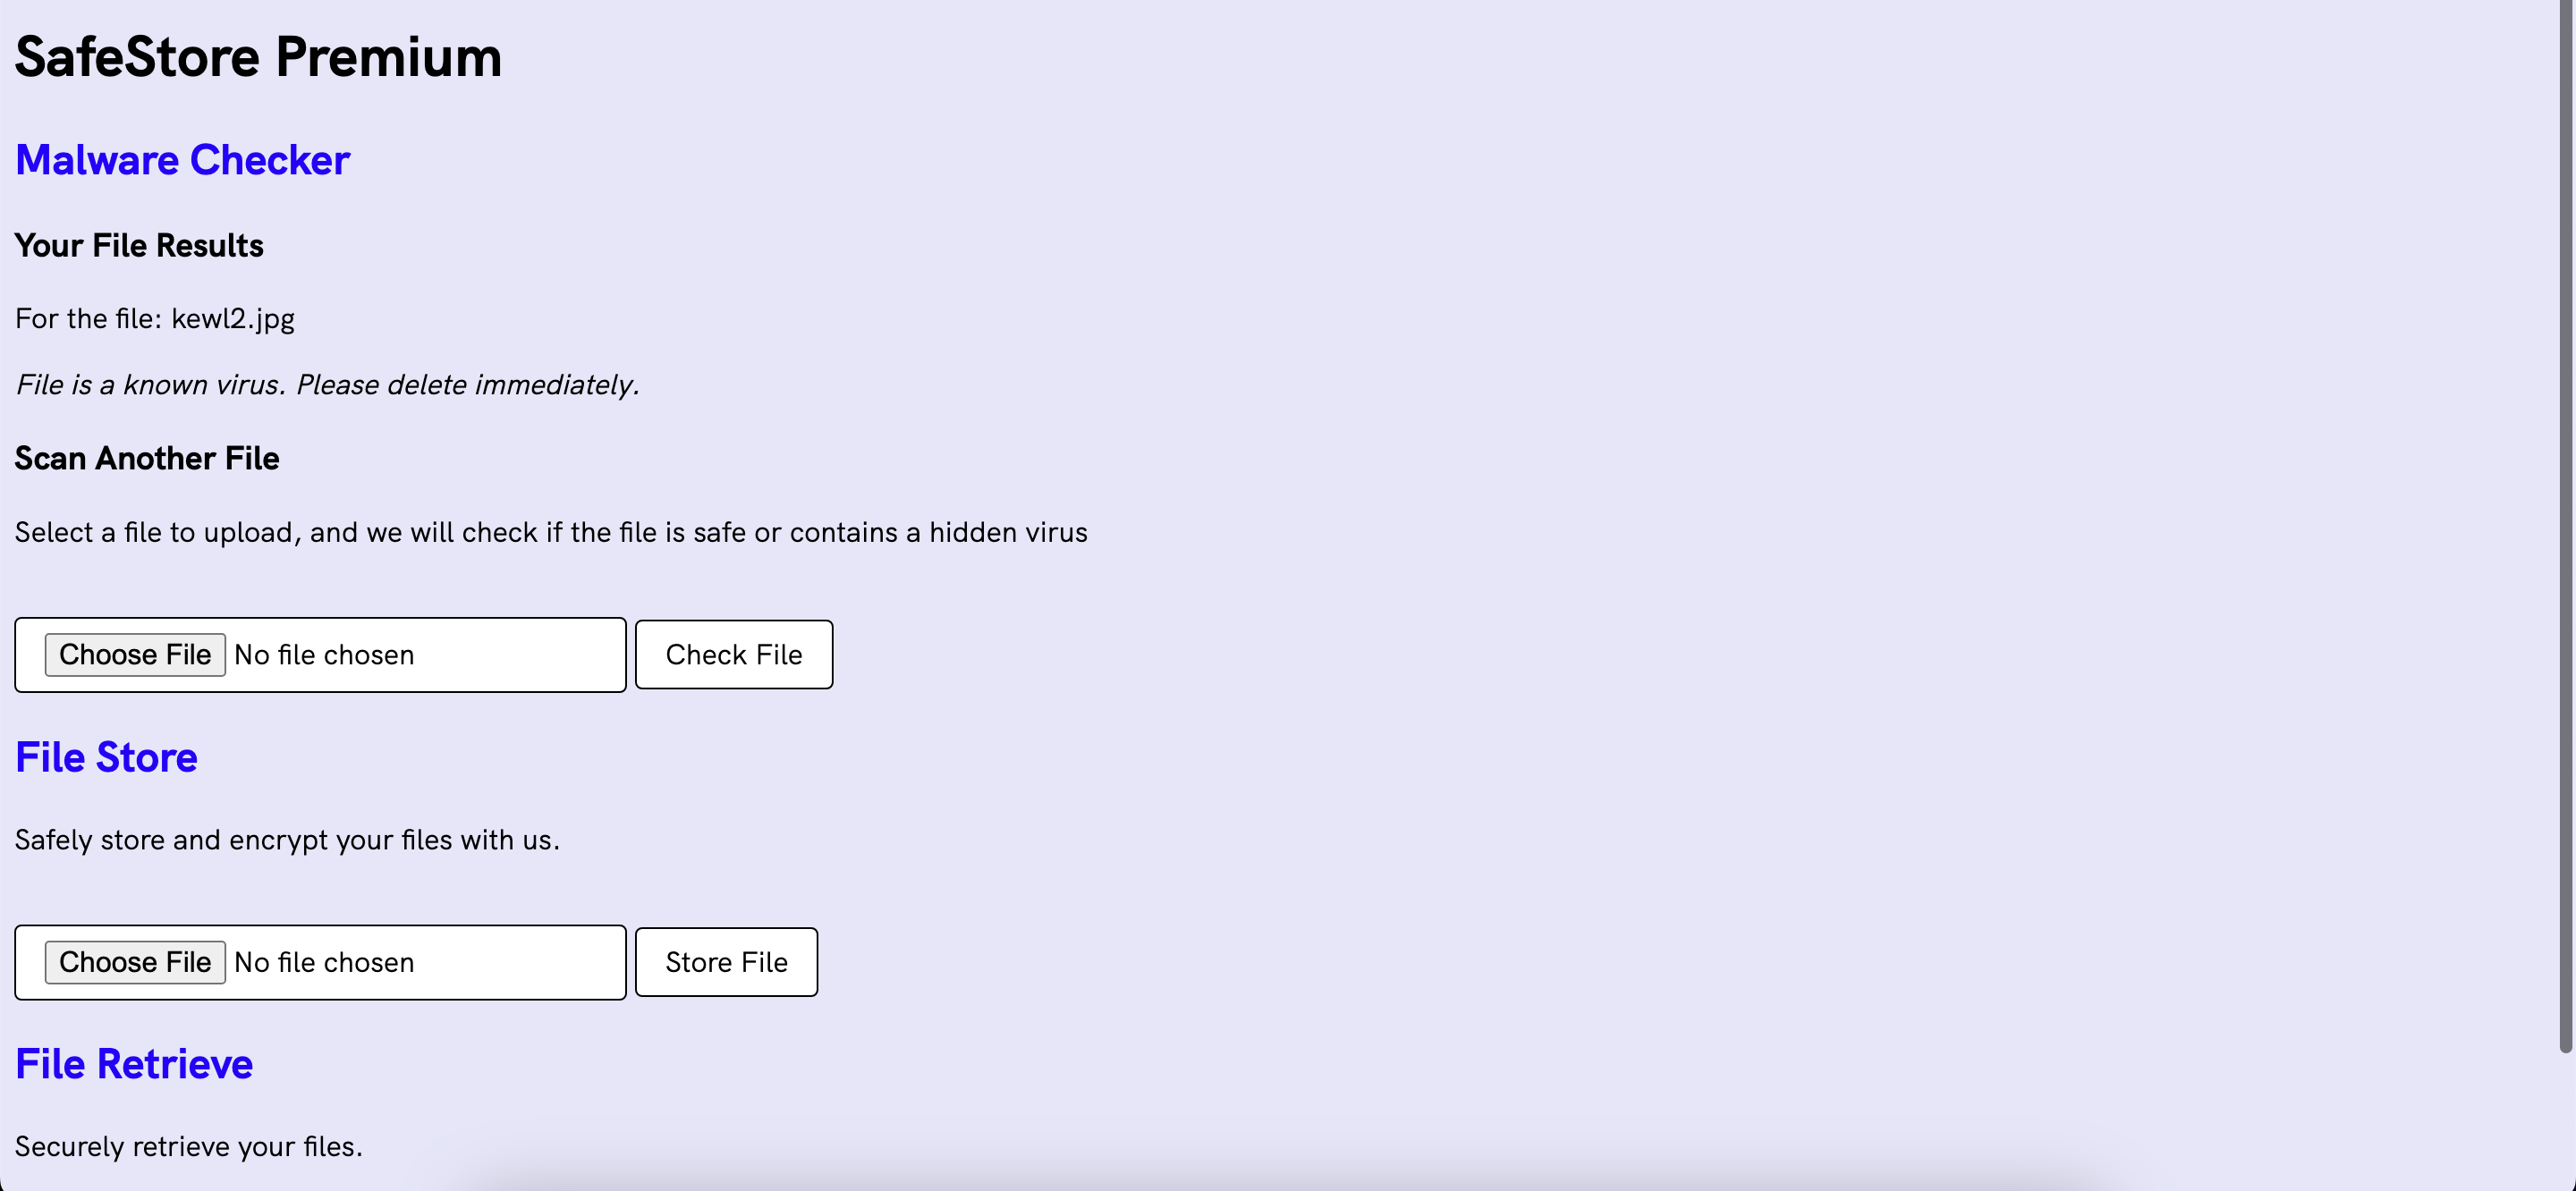 SafeStore Premium
Malware Checker
Your File Results
For the file: kewl2.jpg
File is a known virus. Please delete immediately.
Scan Another File
Select a file to upload, and we will check if the file is safe or contains a hidden virus
Choose File No file chosen Check File
File Store
Safely store and encrypt your files with us.
Choose File No file chosen Store File
File Retrieve
Securely retrieve your files.